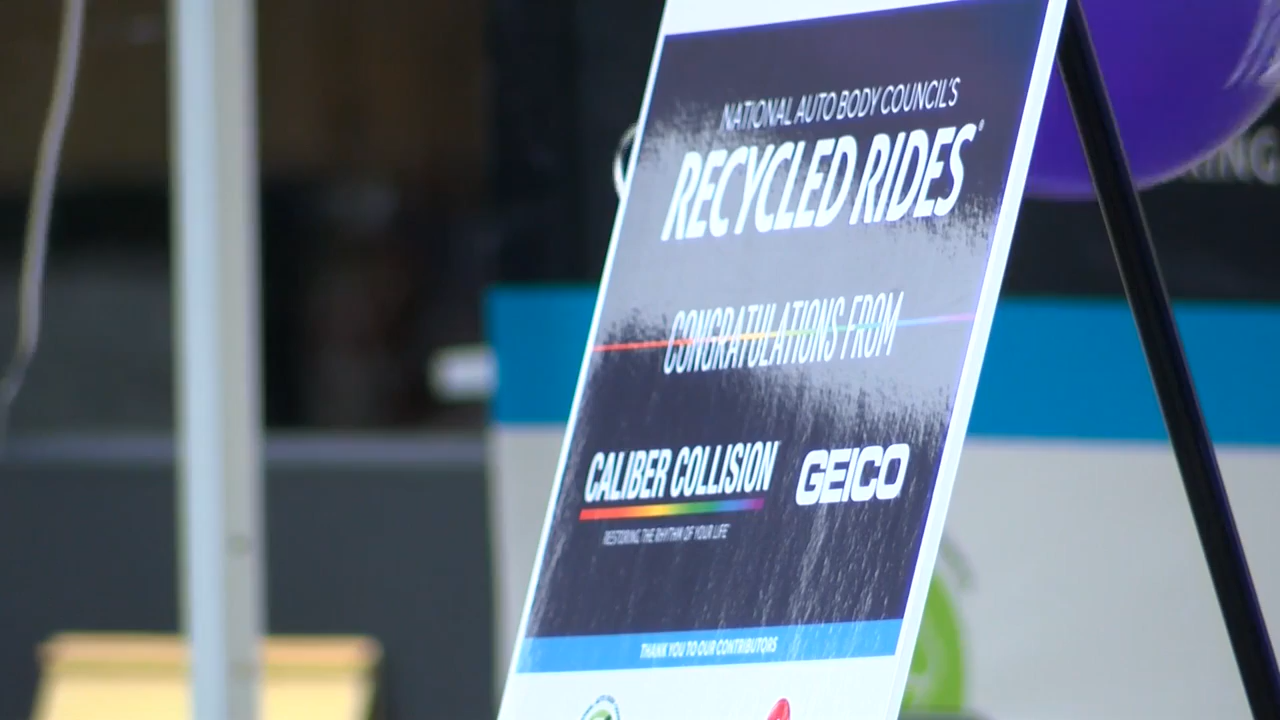 NATIONAL AUTO BODY COUNCIL'S
RECYCLED RIDES®
CONGRATULATIONS FROM
CALIBER COLLISION
GEICO
RESTORING THE RHYTHM OF YOUR LIFE
THANK YOU TO OUR CONTRIBUTORS